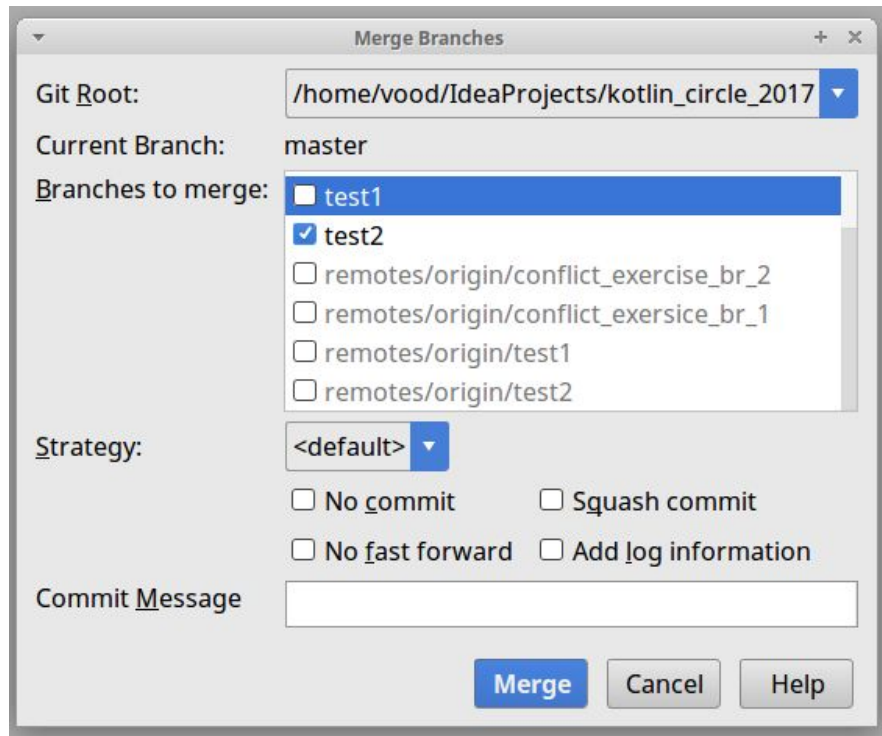 Merge Branches
Git Root: /home/vood/IdeaProjects/kotlin_circle_2017
Current Branch: master
Branches to merge: test1
test2
remotes/origin/conflict_exercise_br_2
remotes/origin/conflict_exersice_br_1
remotes/origin/test1
remotes/origin/test2
Strategy: <default>
No commit Squash commit
No fast forward Add log information
Commit Message
Merge Cancel Help